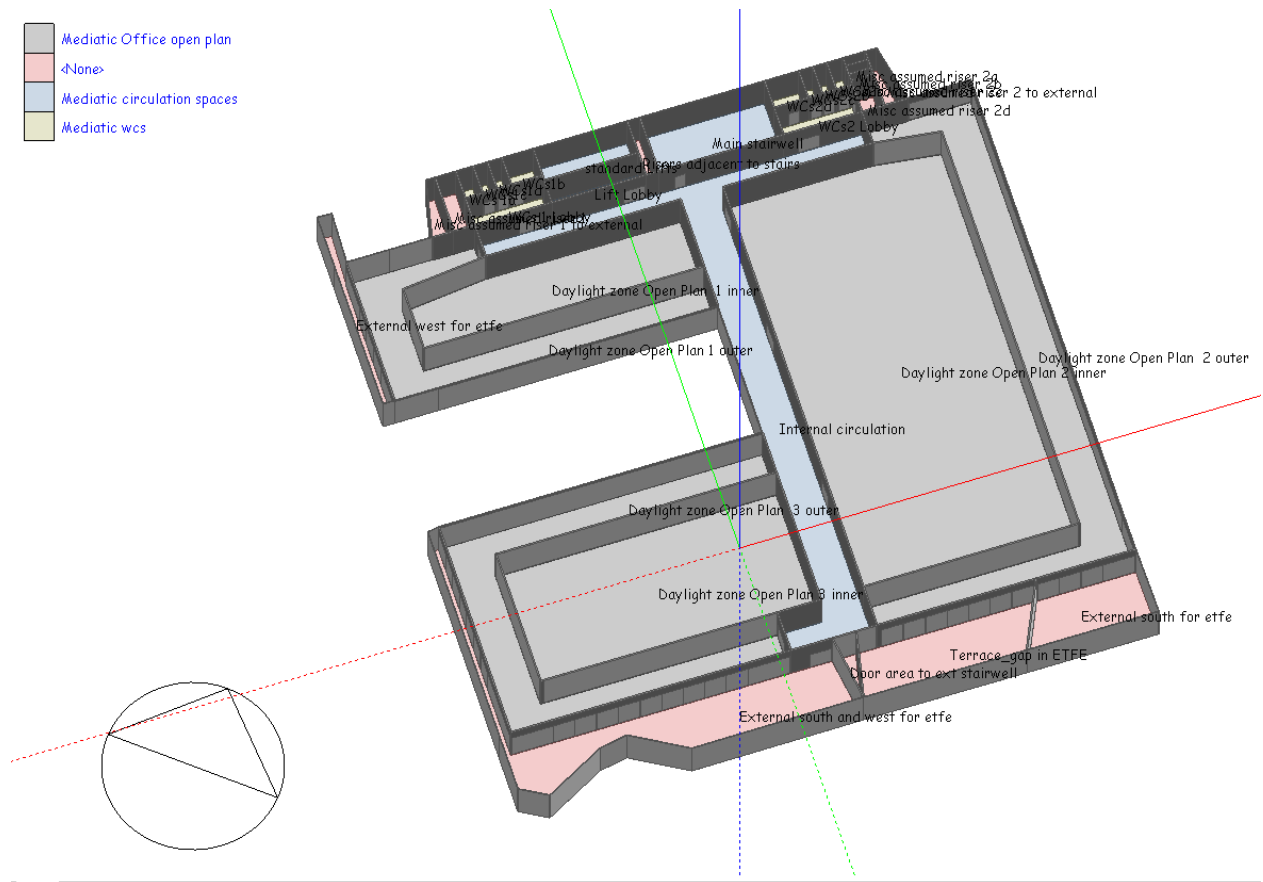 Mediatic Office open plan
<None>
Mediatic circulation spaces
Mediatic wcs
Misc assumed riser 2a
Misc assumed riser 2b
riser 2 to external
WCs2d
Misc assumed riser 2d
WCs2 Lobby
Main stairwell
Risers adjacent to stairs
standard Lifts
WCs1b
Lift Lobby
Misc assumed riser 1 to external
Daylight zone Open Plan  1 inner
External west for etfe
Daylight zone Open Plan 1 outer
Daylight zone Open Plan  2 outer
Daylight zone Open Plan 2 inner
Internal circulation
Daylight zone Open Plan  3 outer
Daylight zone Open Plan 3 inner
External south for etfe
Terrace_gap in ETFE
Door area to ext stairwell
External south and west for etfe